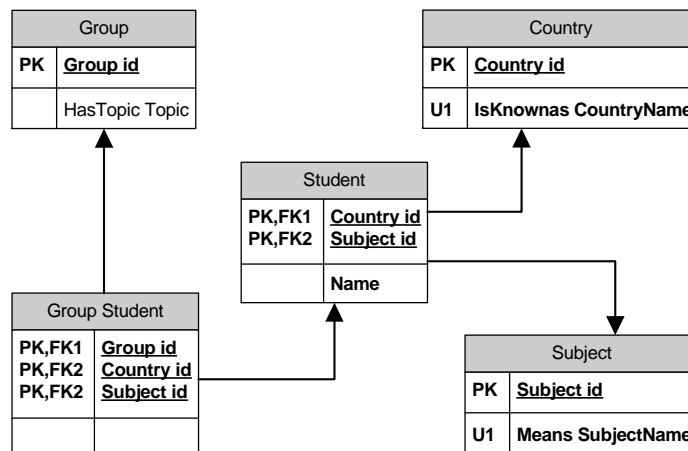 Group
PK Group id
HasTopic Topic
Country
PK Country id
U1 IsKnownas CountryName
Student
PK,FK1 Country id
PK,FK2 Subject id
Name
Group Student
PK,FK1 Group id
PK,FK2 Country id
PK,FK2 Subject id
Subject
PK Subject id
U1 Means SubjectName